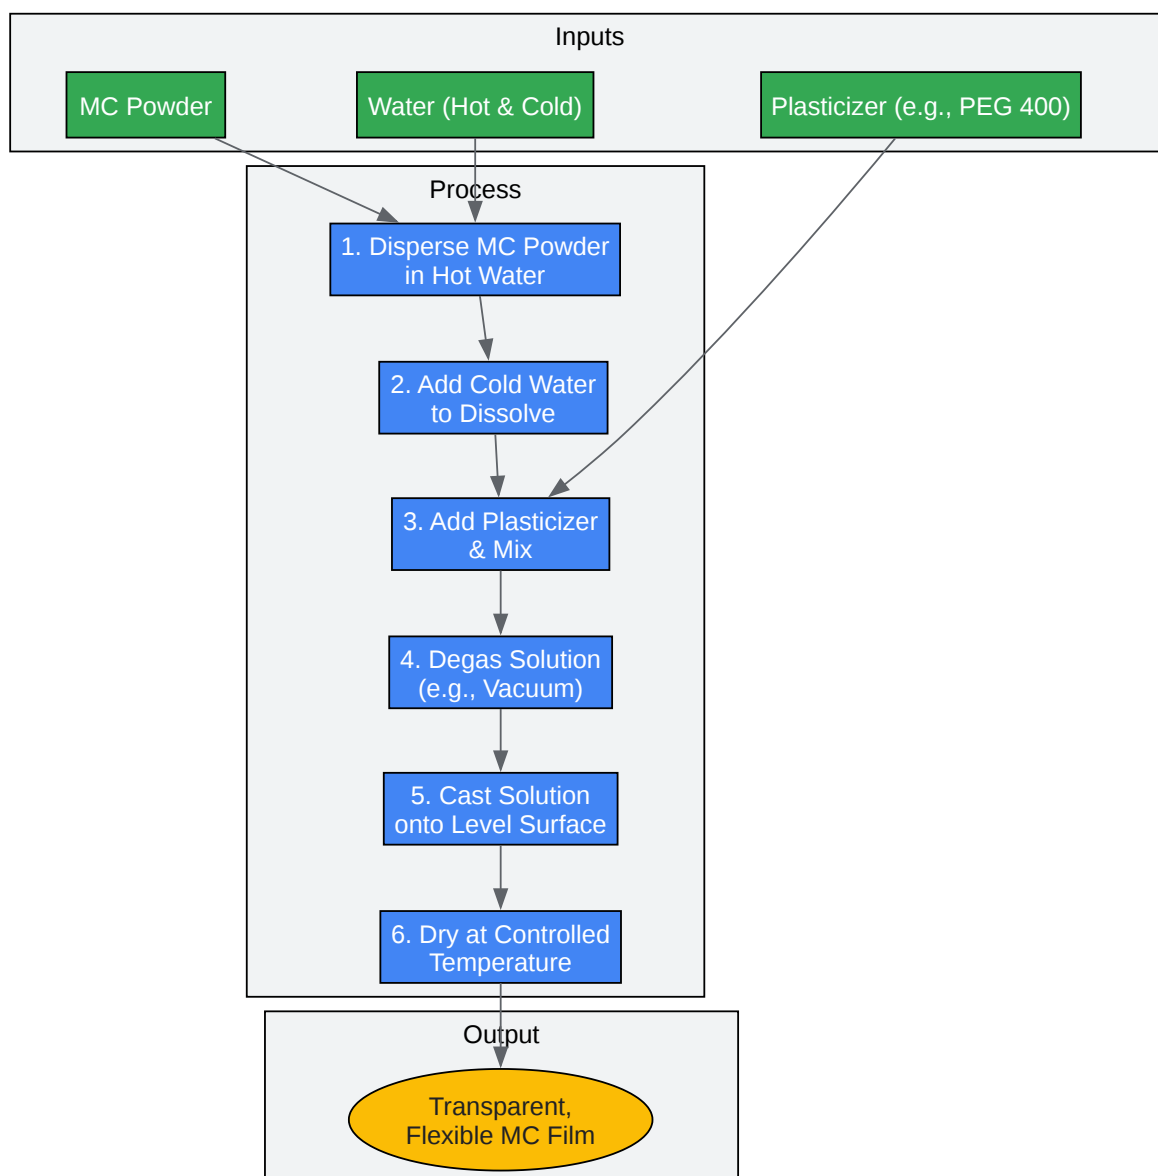 Inputs
MC Powder
Water (Hot & Cold)
Plasticizer (e.g., PEG 400)
Process
1. Disperse MC Powder
in Hot Water
2. Add Cold Water
to Dissolve
3. Add Plasticizer
& Mix
4. Degas Solution
(e.g., Vacuum)
5. Cast Solution
onto Level Surface
6. Dry at Controlled
Temperature
Output
Transparent,
Flexible MC Film